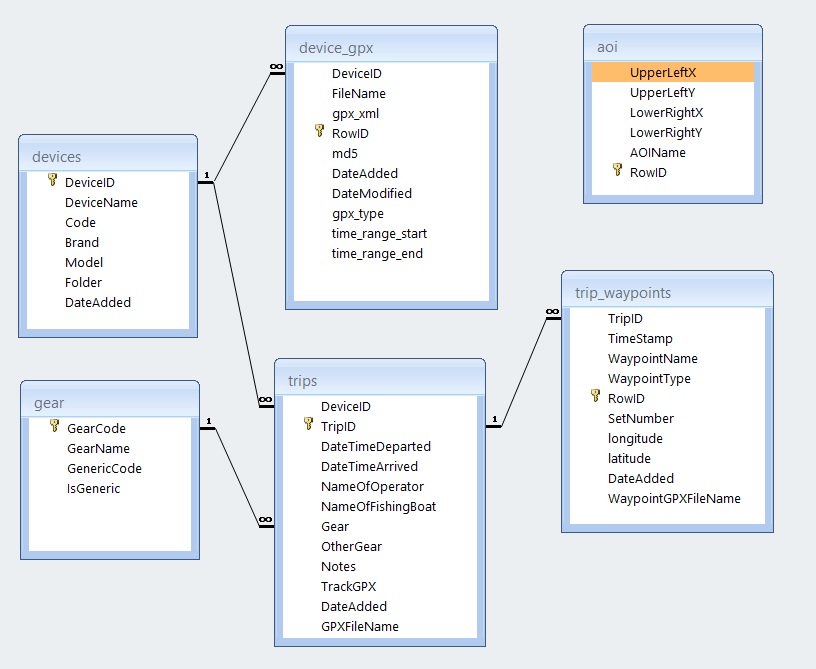 device_gpx
DeviceID
FileName
gpx_xml
RowID
md5
DateAdded
DateModified
gpx_type
time_range_start
time_range_end
aoi
UpperLeftX
UpperLeftY
LowerRightX
LowerRightY
AOIName
RowID
devices
DeviceID
DeviceName
Code
Brand
Model
Folder
DateAdded
1
∞
∞
trip_waypoints
TripID
TimeStamp
WaypointName
WaypointType
RowID
SetNumber
longitude
latitude
DateAdded
WaypointGPXFileName
gear
GearCode
GearName
GenericCode
IsGeneric
1
∞
trips
DeviceID
TripID
DateTimeDeparted
DateTimeArrived
NameOfOperator
NameOfFishingBoat
Gear
OtherGear
Notes
TrackGPX
DateAdded
GPXFileName
1
∞